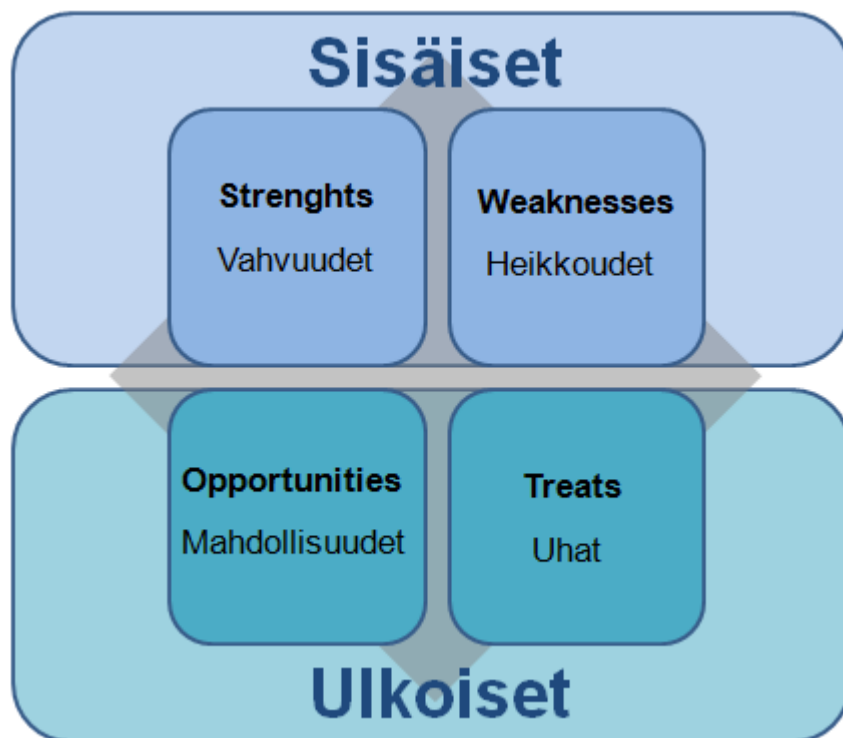 Sisäiset
Strenghts
Vahvuudet
Weaknesses
Heikkoudet
Opportunities
Mahdollisuudet
Treats
Uhat
Ulkoiset